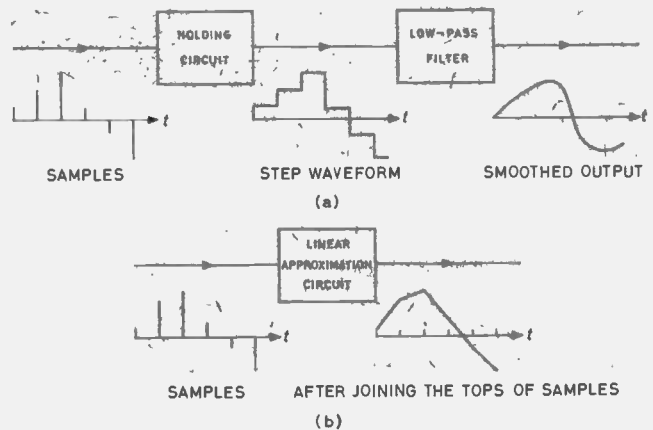 HOLDING
CIRCUIT
LOW-PASS
FILTER
t
t
t
SAMPLES
STEP WAVEFORM
SMOOTHED OUTPUT
(a)
LINEAR
APPROXIMATION
CIRCUIT
t
t
SAMPLES
AFTER JOINING THE TOPS OF SAMPLES
(b)